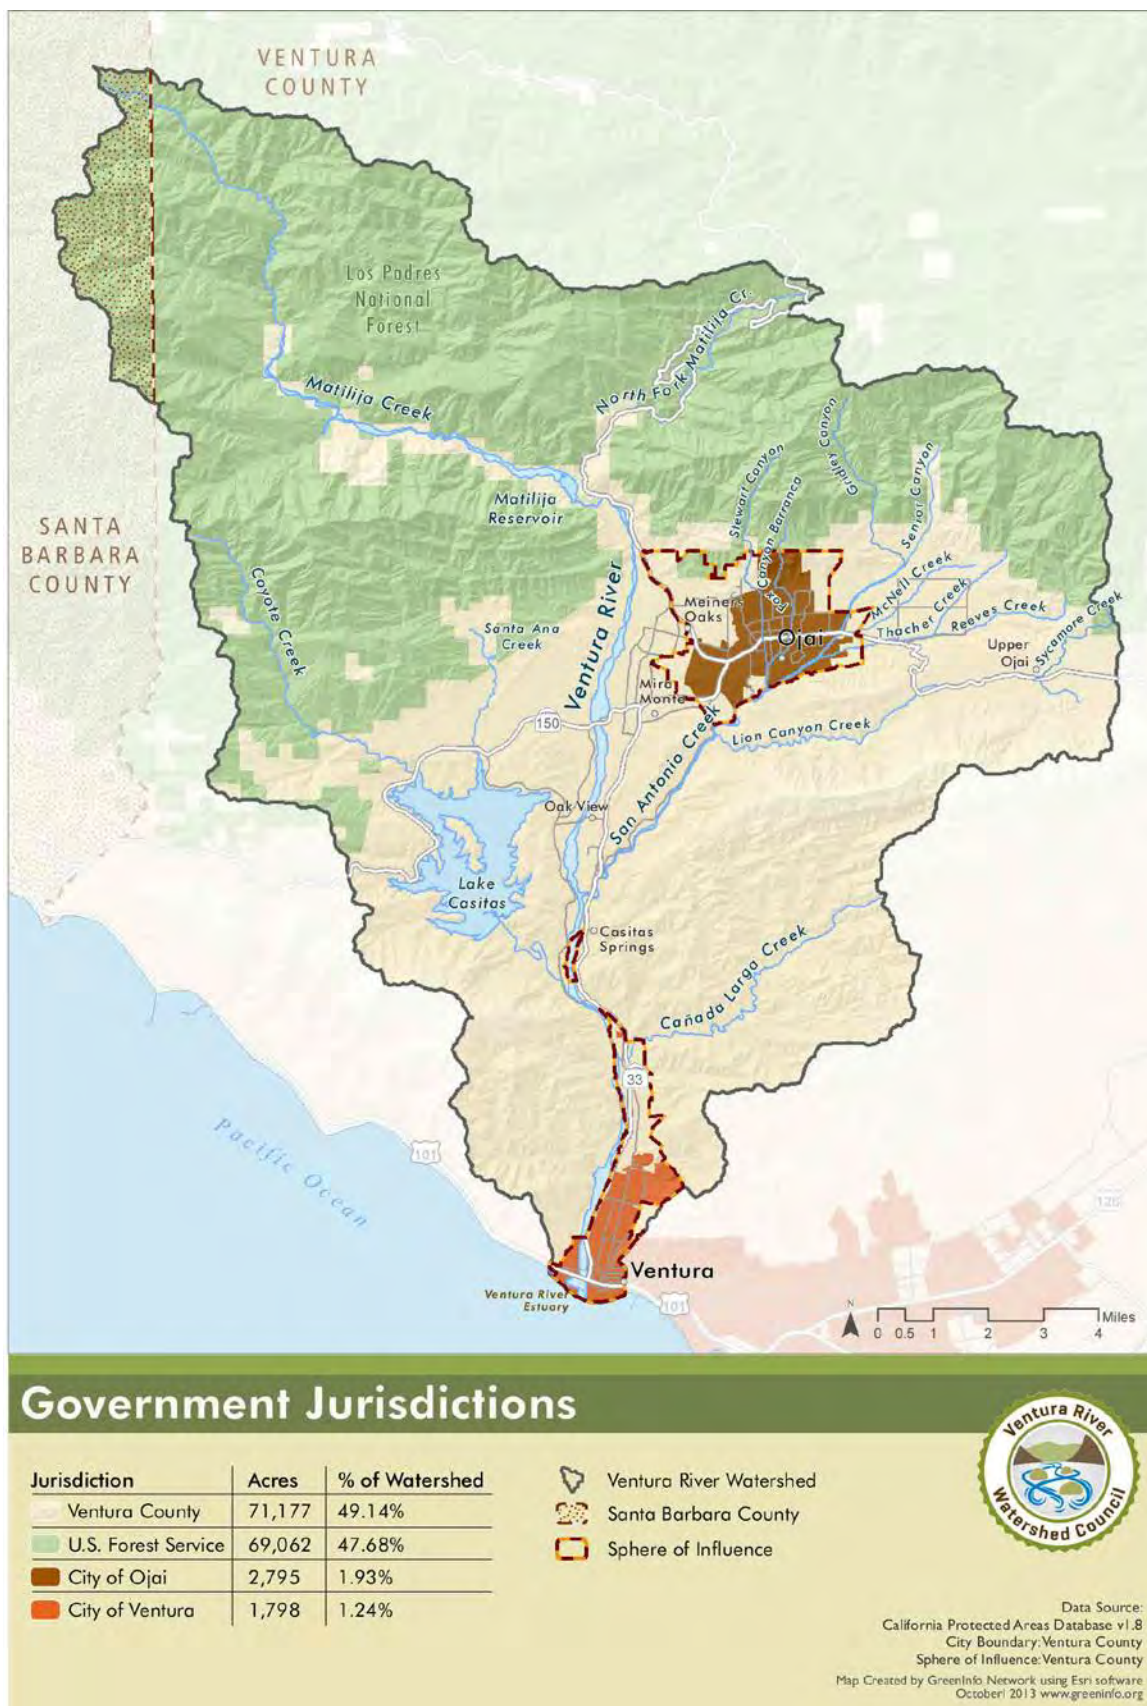 VENTURA
COUNTY
Los Padres
National
Forest
North Fork Matilija Cr.
Matilija Creek
Matilija
Reservoir
SANTA
BARBARA
COUNTY
Coyote Creek
Santa Ana
Creek
Ventura River
Stewart Canyon
Fox Canyon Barranca
Gridley Canyon
Senior Canyon
McNell Creek
Thacher Creek
Reeves Creek
Sycamore Creek
Meiners
Oaks
Ojai
Upper
Ojai
Mira
Monte
150
San Antonio Creek
Lion Canyon Creek
Oak View
Lake
Casitas
Casitas
Springs
Cañada Larga Creek
33
Pacific Ocean
101
126
Ventura
Ventura River
Estuary
101
N
0 0.5 1 2 3 4
Miles
Government Jurisdictions
Jurisdiction Acres % of Watershed
Ventura County 71,177 49.14%
U.S. Forest Service 69,062 47.68%
City of Ojai 2,795 1.93%
City of Ventura 1,798 1.24%
Ventura River Watershed
Santa Barbara County
Sphere of Influence
Ventura River
Watershed Council
Data Source:
California Protected Areas Database v1.8
City Boundary: Ventura County
Sphere of Influence: Ventura County
Map Created by GreenInfo Network using Esri software
Octoberl 2013 www.greeninfo.org